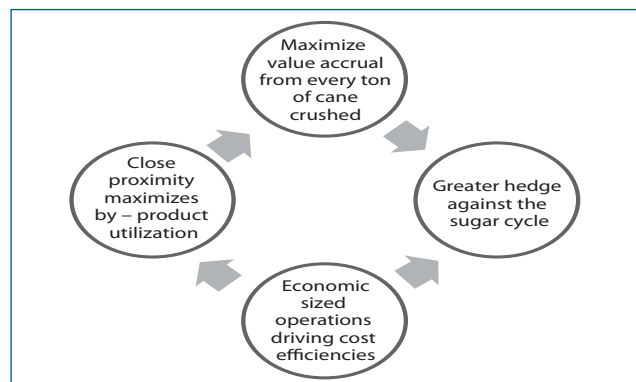 Maximize
value accrual
from every ton
of cane
crushed
Close
proximity
maximizes
by – product
utilization
Greater hedge
against the
sugar cycle
Economic
sized
operations
driving cost
efficiencies